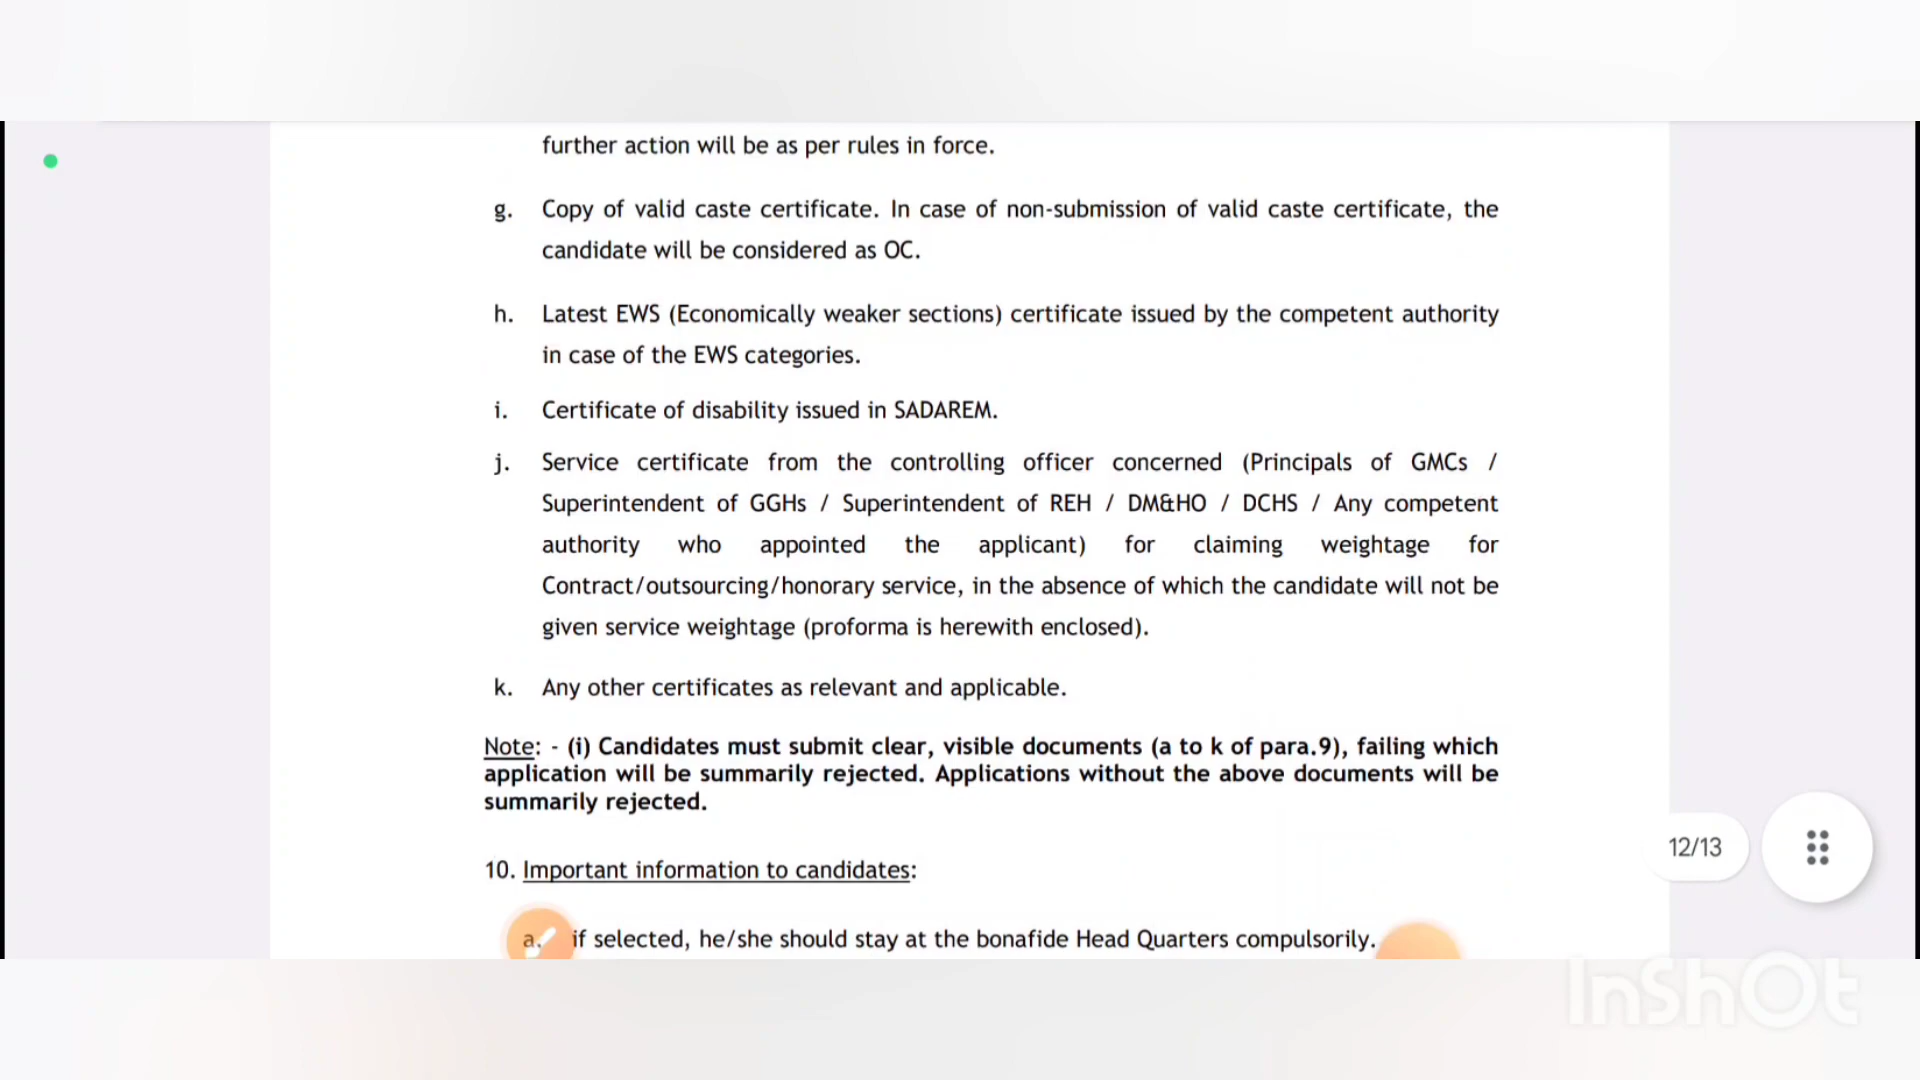 further action will be as per rules in force.
g. Copy of valid caste certificate. In case of non-submission of valid caste certificate, the
candidate will be considered as OC.
h. Latest EWS (Economically weaker sections) certificate issued by the competent authority
in case of the EWS categories.
i. Certificate of disability issued in SADAREM.
j. Service certificate from the controlling officer concerned (Principals of GMCs /
Superintendent of GGHs / Superintendent of REH / DM&HO / DCHS / Any competent
authority who appointed the applicant) for claiming weightage for
Contract/outsourcing/honorary service, in the absence of which the candidate will not be
given service weightage (proforma is herewith enclosed).
k. Any other certificates as relevant and applicable.
Note: - (i) Candidates must submit clear, visible documents (a to k of para.9), failing which
application will be summarily rejected. Applications without the above documents will be
summarily rejected.
12/13
10. Important information to candidates:
a. if selected, he/she should stay at the bonafide Head Quarters compulsorily.
InShOt